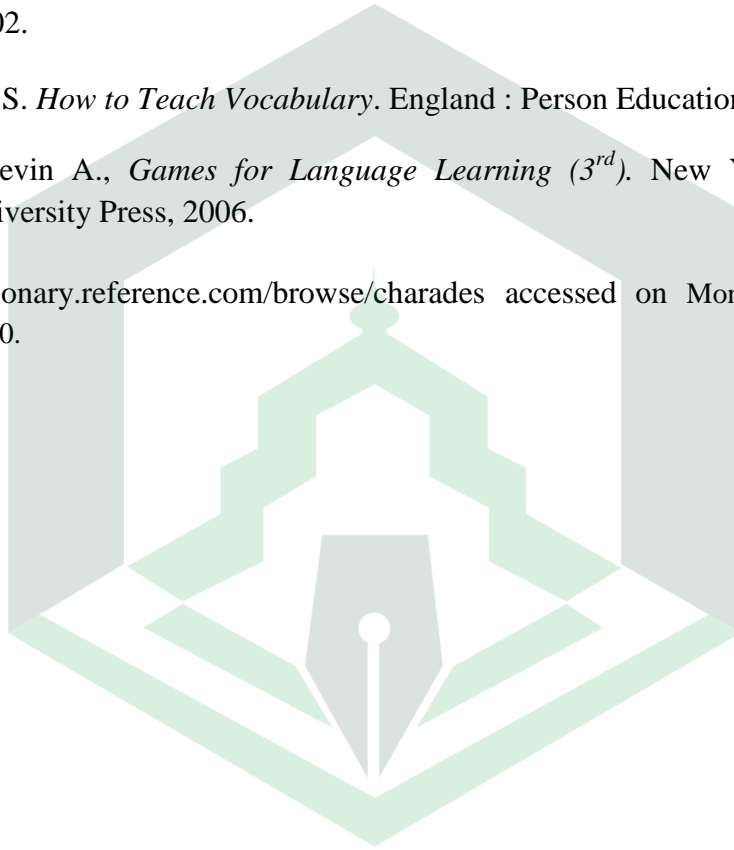 02.
S. How to Teach Vocabulary. England : Person Education
evin A., Games for Language Learning (3rd). New Y
iversity Press, 2006.
ionary.reference.com/browse/charades accessed on Mon
0.